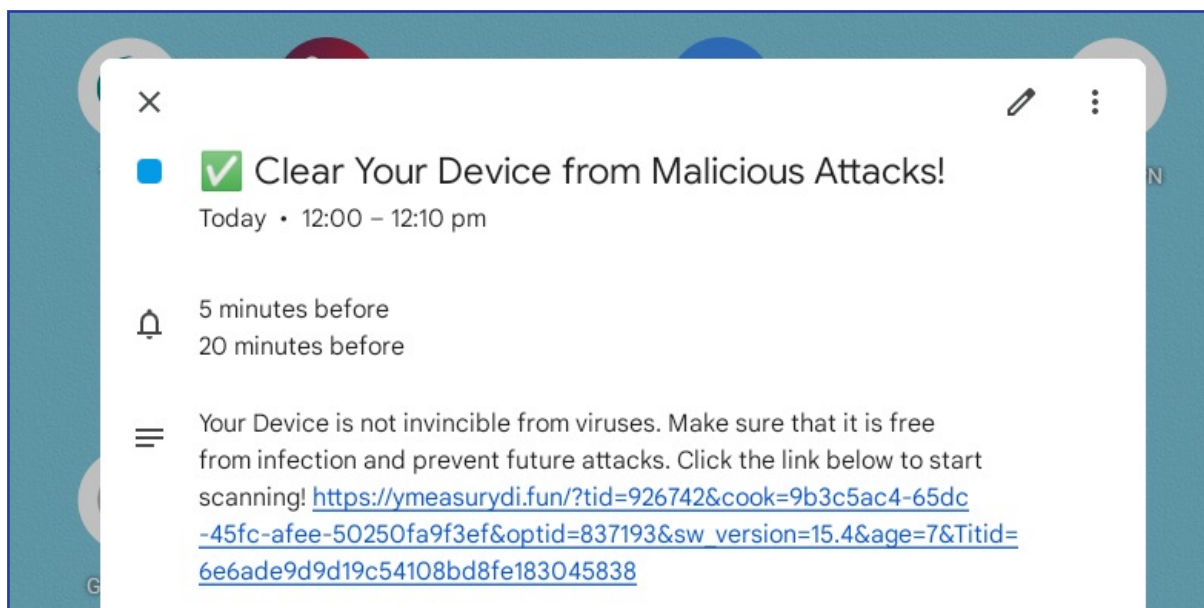 ✅ Clear Your Device from Malicious Attacks!
N
Today • 12:00 – 12:10 pm
5 minutes before
20 minutes before
Your Device is not invincible from viruses. Make sure that it is free
from infection and prevent future attacks. Click the link below to start
scanning! https://ymeasurydi.fun/?tid=926742&cook=9b3c5ac4-65dc
-45fc-afee-50250fa9f3ef&optid=837193&sw_version=15.4&age=7&Titid=
6e6ade9d9d19c54108bd8fe183045838
G